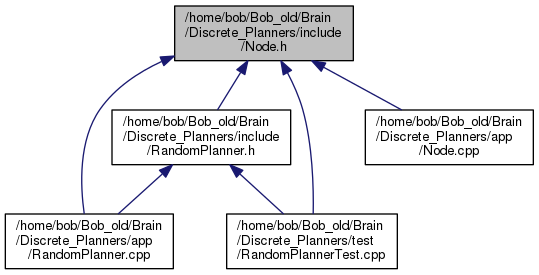 /home/bob/Bob_old/Brain
/Discrete_Planners/include
/Node.h
/home/bob/Bob_old/Brain
/Discrete_Planners/include
/RandomPlanner.h
/home/bob/Bob_old/Brain
/Discrete_Planners/app
/Node.cpp
/home/bob/Bob_old/Brain
/Discrete_Planners/app
/RandomPlanner.cpp
/home/bob/Bob_old/Brain
/Discrete_Planners/test
/RandomPlannerTest.cpp